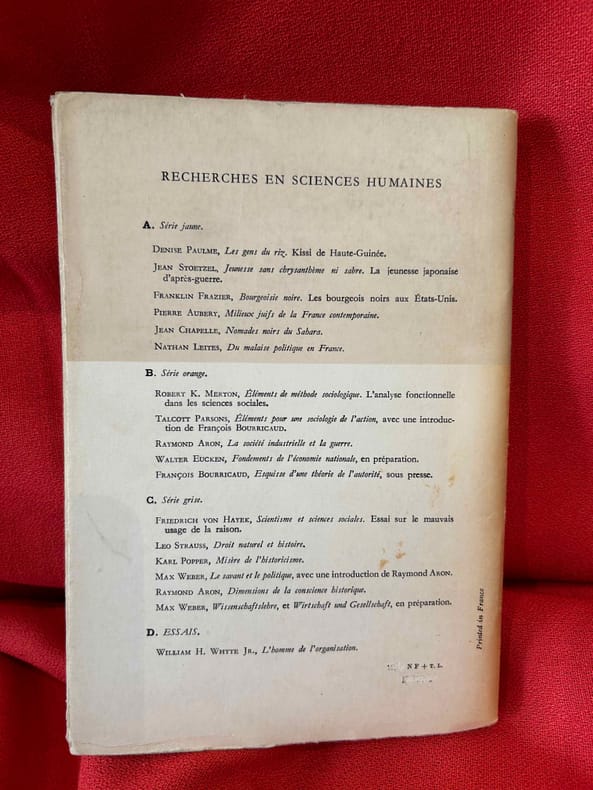 RECHERCHES EN SCIENCES HUMAINES
A. Série jaune.
DENISE PAULME, Les gens du riz. Kissi de Haute-Guinée.
JEAN STOETZEL, Jeunesse sans chrysanthème ni sabre. La jeunesse japonaise
d'après-guerre.
FRANKLIN FRAZIER, Bourgeoisie noire. Les bourgeois noirs aux États-Unis.
PIERRE AUBERY, Milieux juifs de la France contemporaine.
JEAN CHAPELLE, Nomades noirs du Sahara.
NATHAN LEITES, Du malaise politique en France.
B. Série orange.
ROBERT K. MERTON, Éléments de méthode sociologique. L'analyse fonctionnelle
dans les sciences sociales.
TALCOTT PARSONS, Éléments pour une sociologie de l'action, avec une introduc-
tion de François BOURRICAUD.
RAYMOND ARON, La société industrielle et la guerre.
WALTER EUCKEN, Fondements de l'économie nationale, en préparation.
FRANÇOIS BOURRICAUD, Esquisse d'une théorie de l'autorité, sous presse.
C. Série grise.
FRIEDRICH VON HAYEK, Scientisme et sciences sociales. Essai sur le mauvais
usage de la raison.
LEO STRAUSS, Droit naturel et histoire.
KARL POPPER, Misère de l'historicisme.
MAX WEBER, Le savant et le politique, avec une introduction de Raymond ARON.
RAYMOND ARON, Dimensions de la conscience historique.
MAX WEBER, Wissenschaftslehre, et Wirtschaft und Gesellschaft, en préparation.
D. ESSAIS.
WILLIAM H. WHYTE JR., L'homme de l'organisation.
NF + T. L.
Printed in France